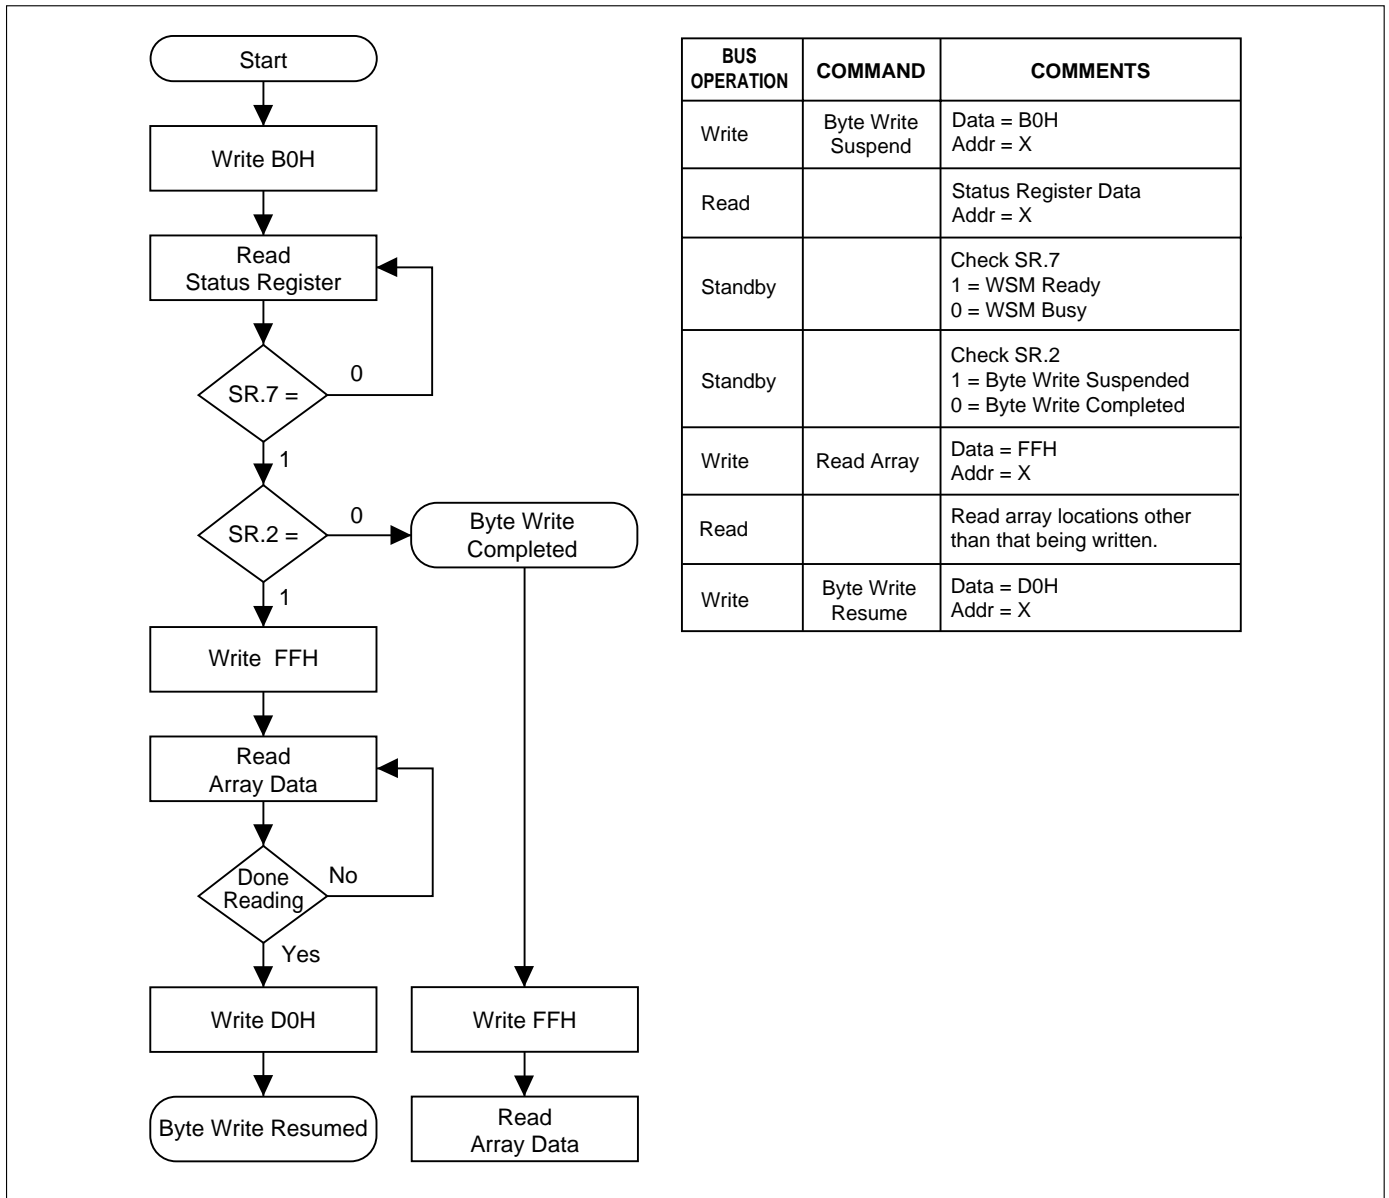 Start
Write B0H
Read
Status Register
SR.7 =
0
1
SR.2 =
0
Byte Write
Completed
1
Write FFH
Read
Array Data
Done
Reading
No
Yes
Write D0H
Write FFH
Byte Write Resumed
Read
Array Data
BUS
OPERATION
COMMAND
COMMENTS
Write
Byte Write
Suspend
Data = B0H
Addr = X
Read
Status Register Data
Addr = X
Standby
Check SR.7
1 = WSM Ready
0 = WSM Busy
Standby
Check SR.2
1 = Byte Write Suspended
0 = Byte Write Completed
Write
Read Array
Data = FFH
Addr = X
Read
Read array locations other
than that being written.
Write
Byte Write
Resume
Data = D0H
Addr = X